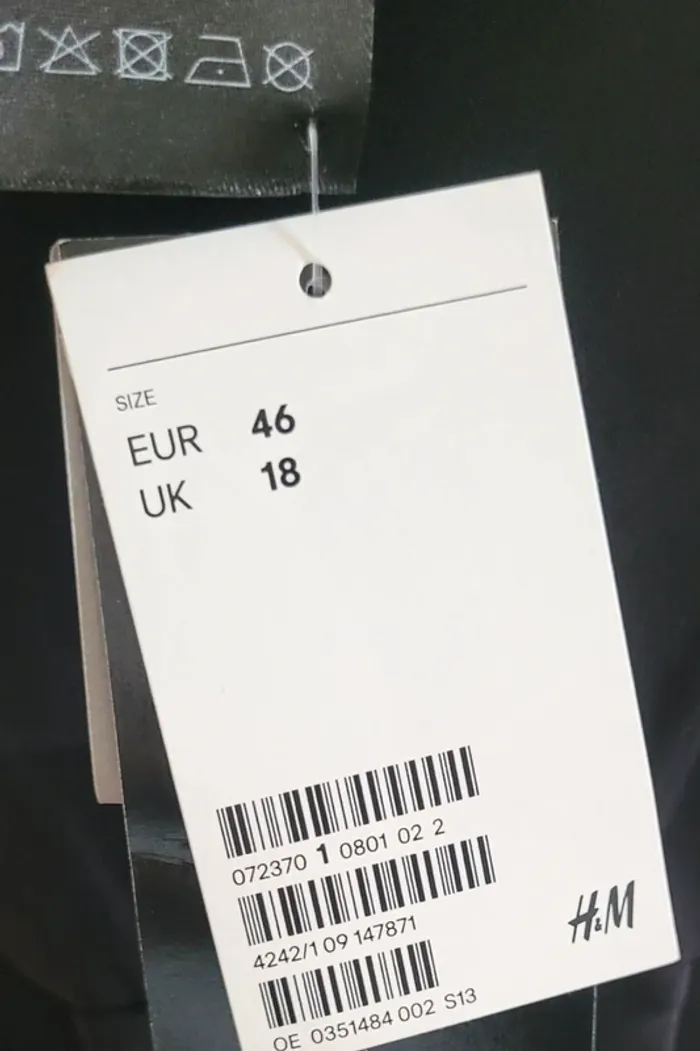 SIZE
EUR 46
UK 18
072370 1 0801 02 2
4242/1 09 147871
H&M
OE 0351484 002 S13